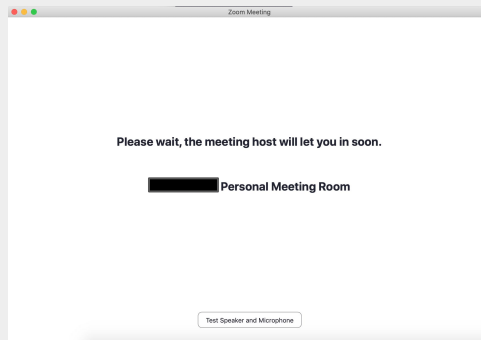 Zoom Meeting
Please wait, the meeting host will let you in soon.
Personal Meeting Room
Test Speaker and Microphone